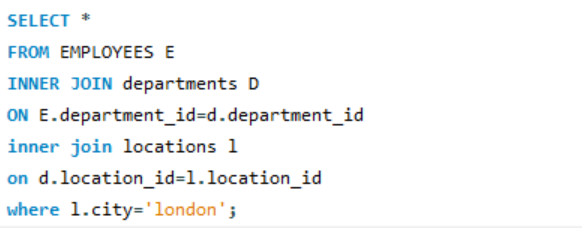 SELECT *
FROM EMPLOYEES E
INNER JOIN departments D
ON E.department_id=d.department_id
inner join locations l
on d.location_id=l.location_id
where l.city='london';